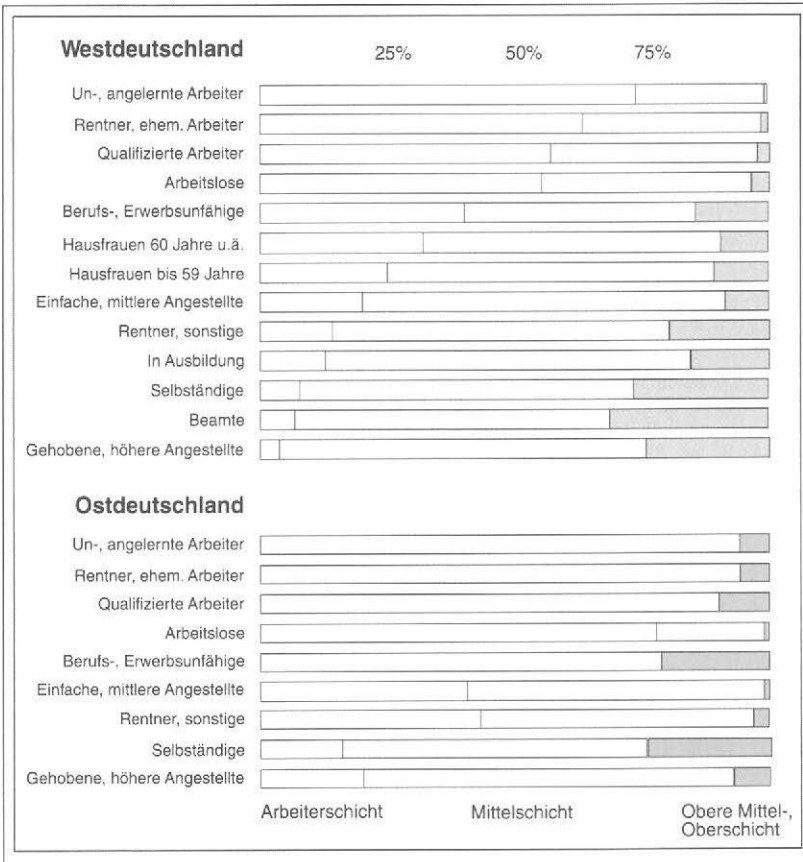 Westdeutschland 25% 50% 75%
Un-, angelernte Arbeiter
Rentner, ehem. Arbeiter
Qualifizierte Arbeiter
Arbeitslose
Berufs-, Erwerbsunfähige
Hausfrauen 60 Jahre u.ä.
Hausfrauen bis 59 Jahre
Einfache, mittlere Angestellte
Rentner, sonstige
In Ausbildung
Selbständige
Beamte
Gehobene, höhere Angestellte
Ostdeutschland
Un-, angelernte Arbeiter
Rentner, ehem. Arbeiter
Qualifizierte Arbeiter
Arbeitslose
Berufs-, Erwerbsunfähige
Einfache, mittlere Angestellte
Rentner, sonstige
Selbständige
Gehobene, höhere Angestellte
Arbeiterschicht Mittelschicht Obere Mittel-,
Oberschicht